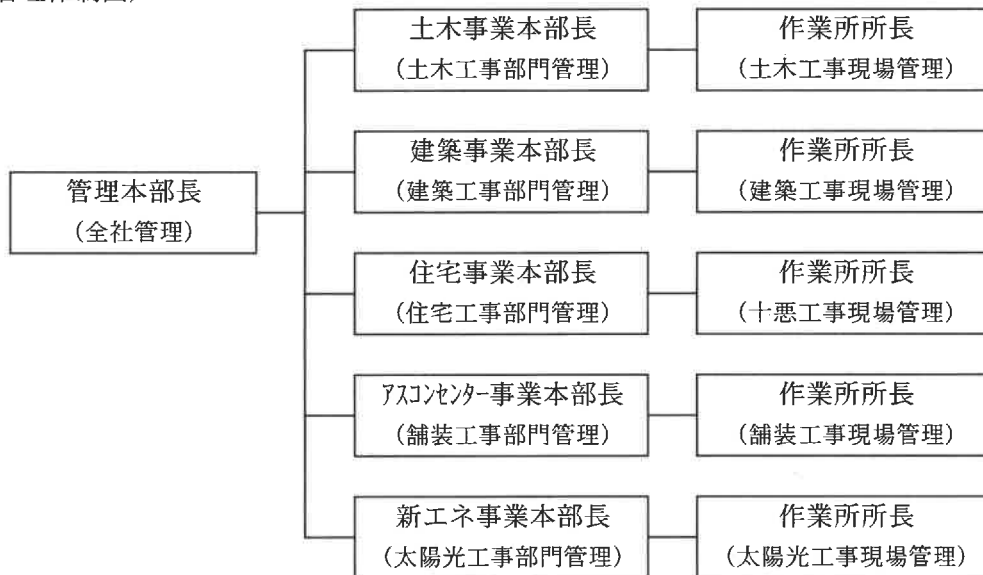 土木事業本部長
（土木工事部門管理）
作業所所長
（土木工事現場管理）
建築事業本部長
（建築工事部門管理）
作業所所長
（建築工事現場管理）
管理本部長
（全社管理）
住宅事業本部長
（住宅工事部門管理）
作業所所長
（十悪工事現場管理）
ｱｽｺﾝｾﾝﾀｰ事業本部長
（舗装工事部門管理）
作業所所長
（舗装工事現場管理）
新エネ事業本部長
（太陽光工事部門管理）
作業所所長
（太陽光工事現場管理）